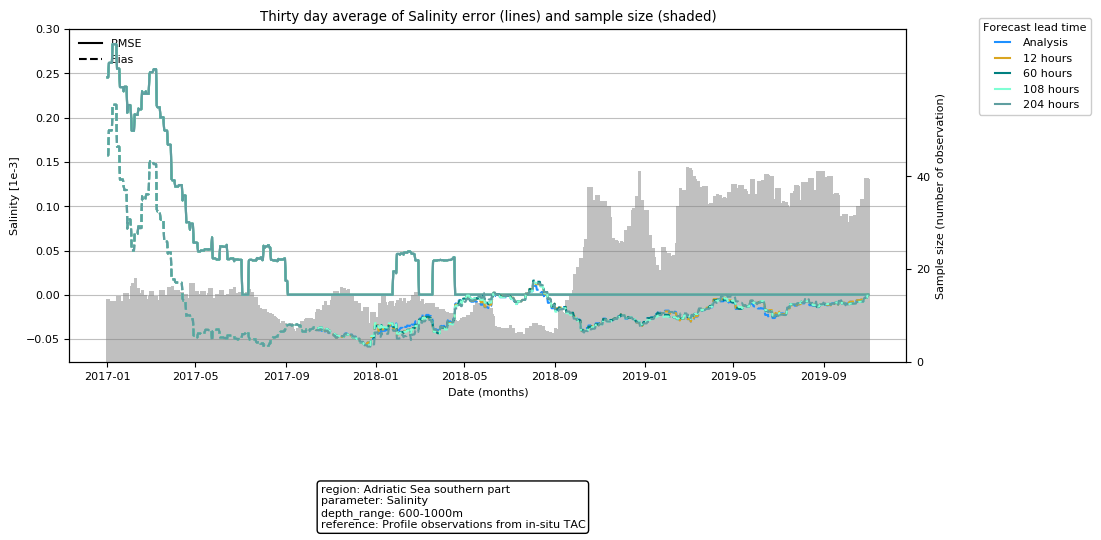 Thirty day average of Salinity error (lines) and sample size (shaded)
RMSE
Bias
0.30
0.25
0.20
0.15
0.10
0.05
0.00
−0.05
Salinity [1e-3]
2017-01
2017-05
2017-09
2018-01
2018-05
2018-09
2019-01
2019-05
2019-09
Date (months)
40
20
0
Sample size (number of observation)
Forecast lead time
Analysis
12 hours
60 hours
108 hours
204 hours
region: Adriatic Sea southern part
parameter: Salinity
depth_range: 600-1000m
reference: Profile observations from in-situ TAC